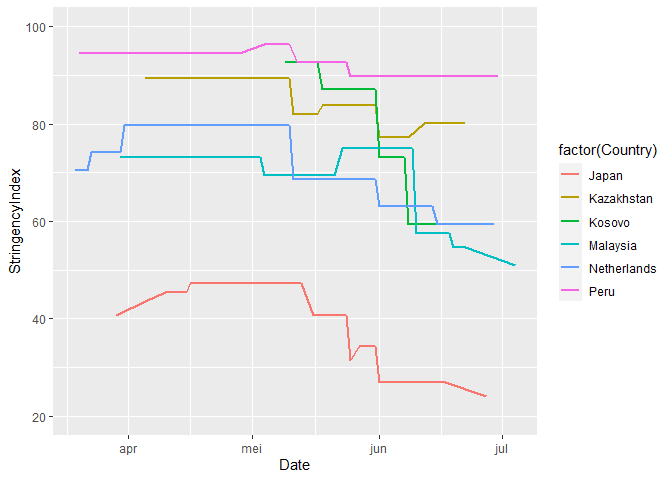 100
80
60
40
20
StringencyIndex
apr
mei
jun
jul
Date
factor(Country)
Japan
Kazakhstan
Kosovo
Malaysia
Netherlands
Peru